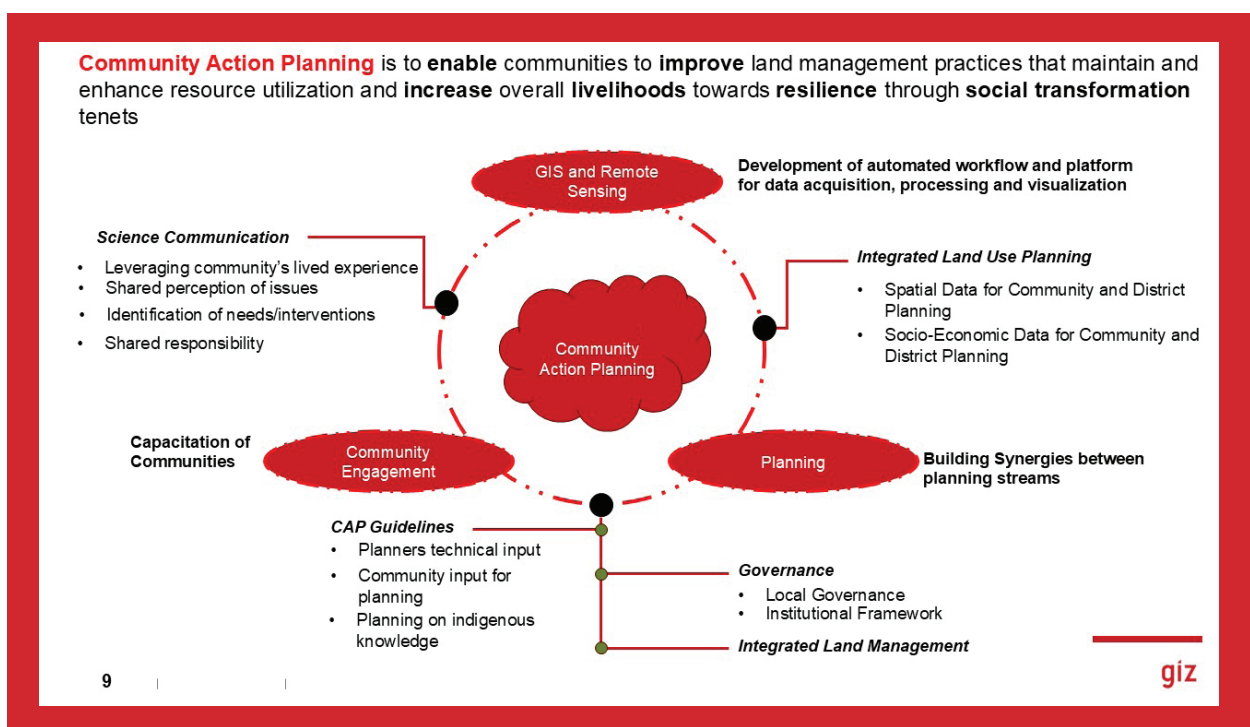 Community Action Planning is to enable communities to improve land management practices that maintain and
enhance resource utilization and increase overall livelihoods towards resilience through social transformation
tenets
GIS and Remote
Sensing
Development of automated workflow and platform
for data acquisition, processing and visualization
Science Communication
• Leveraging community’s lived experience
• Shared perception of issues
• Identification of needs/interventions
• Shared responsibility
Integrated Land Use Planning
• Spatial Data for Community and District
Planning
• Socio-Economic Data for Community and
District Planning
Community
Action Planning
Capacitation of
Communities
Community
Engagement
Planning
Building Synergies between
planning streams
CAP Guidelines
• Planners technical input
• Community input for
planning
• Planning on indigenous
knowledge
Governance
• Local Governance
• Institutional Framework
Integrated Land Management
9
giz